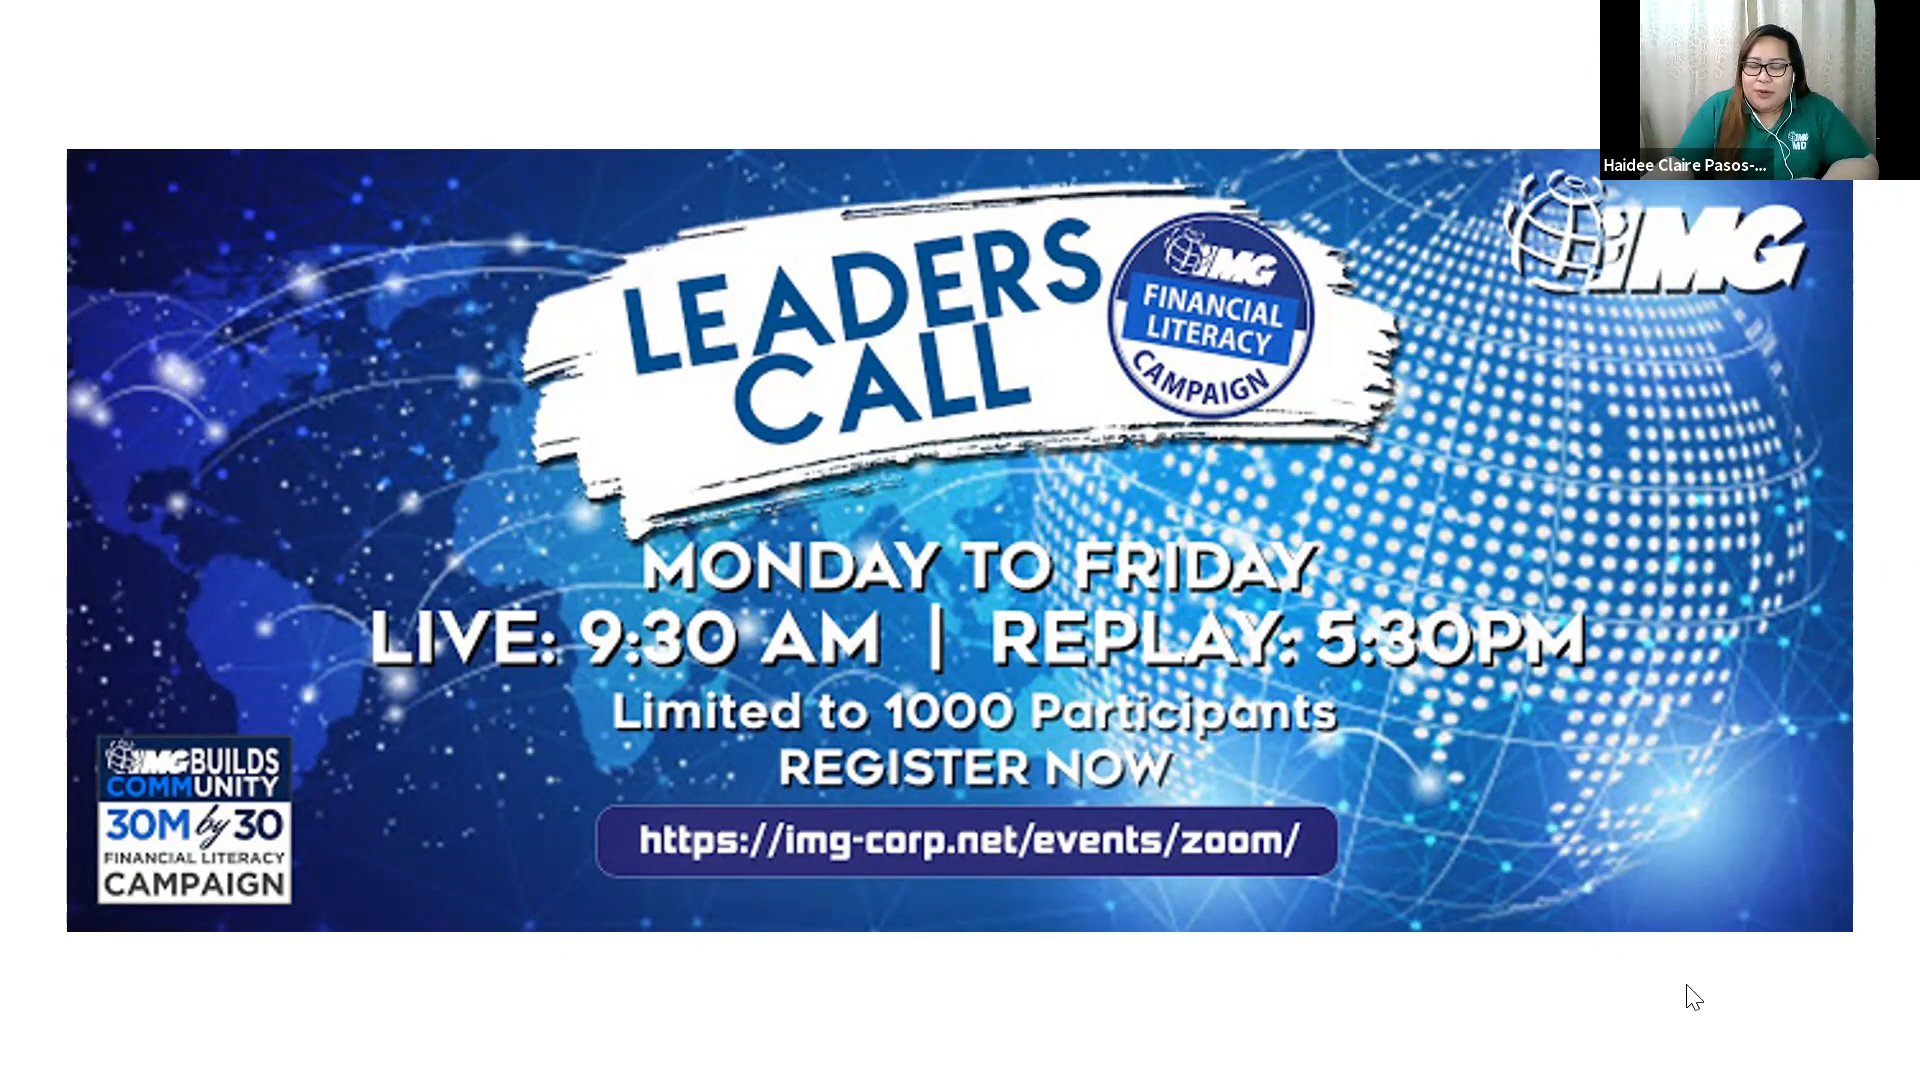 Haidee Claire Pasos-...
IMG
MD
IMG
LEADERS
CALL
IMG
FINANCIAL
LITERACY
CAMPAIGN
MONDAY TO FRIDAY
LIVE: 9:30 AM | REPLAY: 5:30PM
Limited to 1000 Participants
REGISTER NOW
https://img-corp.net/events/zoom/
IMG BUILDS
COMMUNITY
30M by 30
FINANCIAL LITERACY
CAMPAIGN